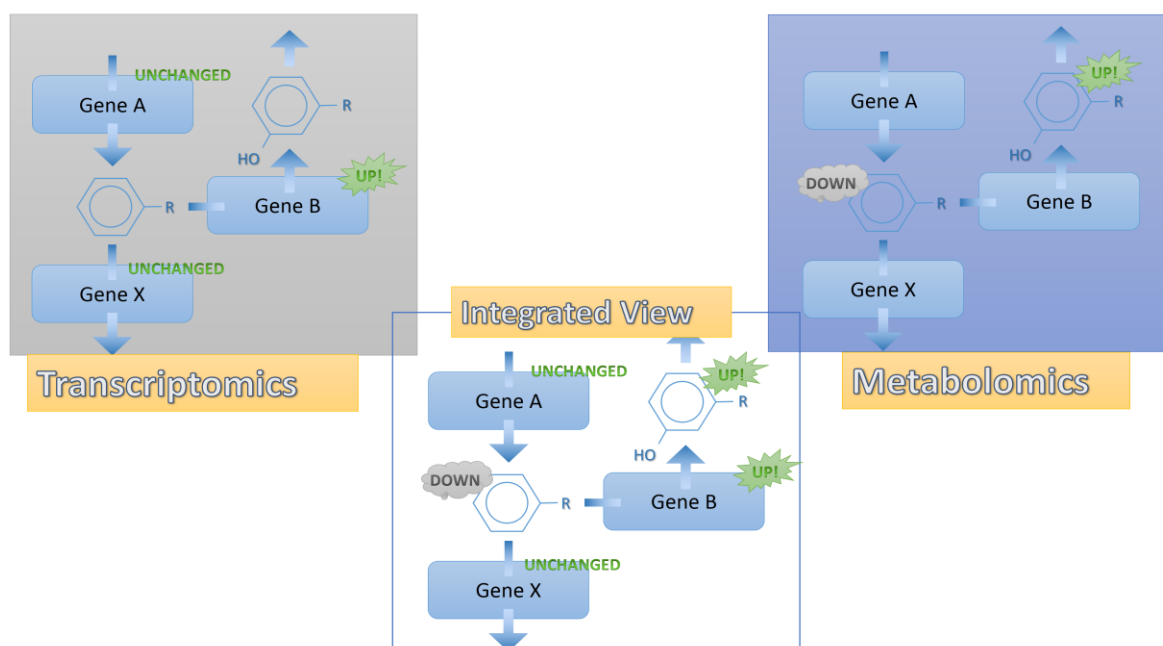 UNCHANGED
Gene A
R
HO
UP!
R
Gene B
UNCHANGED
Gene X
Transcriptomics
Gene A
UP!
R
HO
DOWN
R
Gene B
Gene X
Metabolomics
Integrated View
UNCHANGED
Gene A
UP!
R
HO
DOWN
UP!
R
Gene B
UNCHANGED
Gene X